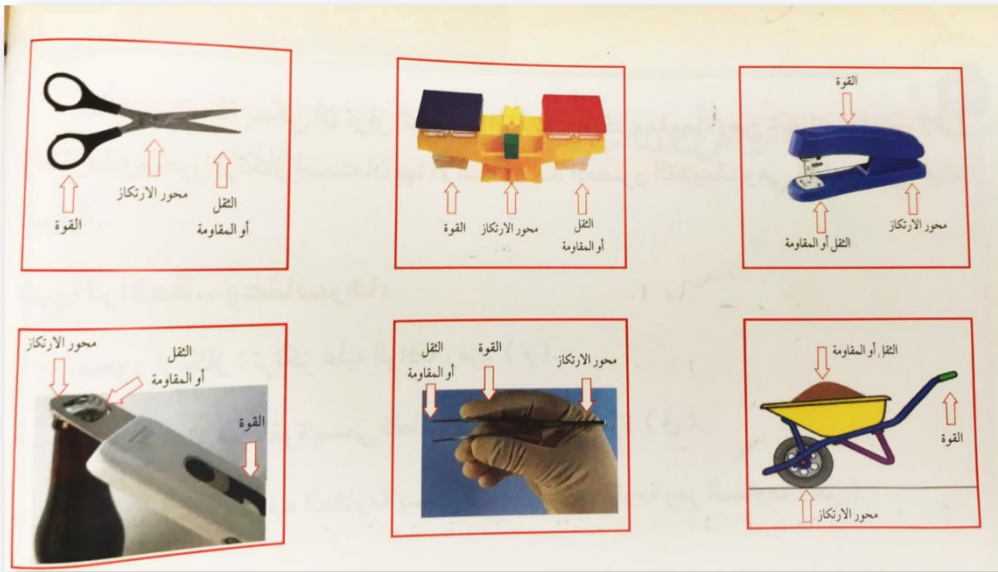 القوة
الثقل أو المقاومة
محور الارتكاز
القوة
محور الارتكاز
الثقل
أو المقاومة
القوة
محور الارتكاز
الثقل
أو المقاومة
الثقل أو المقاومة
القوة
محور الارتكاز
الثقل
أو المقاومة
القوة
محور الارتكاز
محور الارتكاز
الثقل
أو المقاومة
القوة